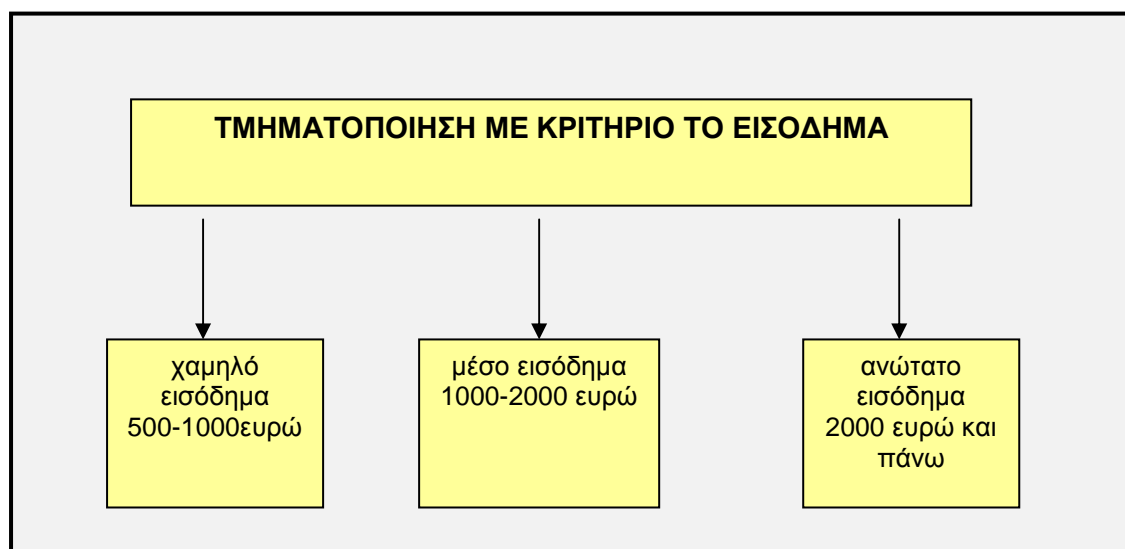 ΤΜΗΜΑΤΟΠΟΙΗΣΗ ΜΕ ΚΡΙΤΗΡΙΟ ΤΟ ΕΙΣΟΔΗΜΑ
χαμηλό
εισόδημα
500-1000ευρώ
μέσο εισόδημα
1000-2000 ευρώ
ανώτατο
εισόδημα
2000 ευρώ και
πάνω